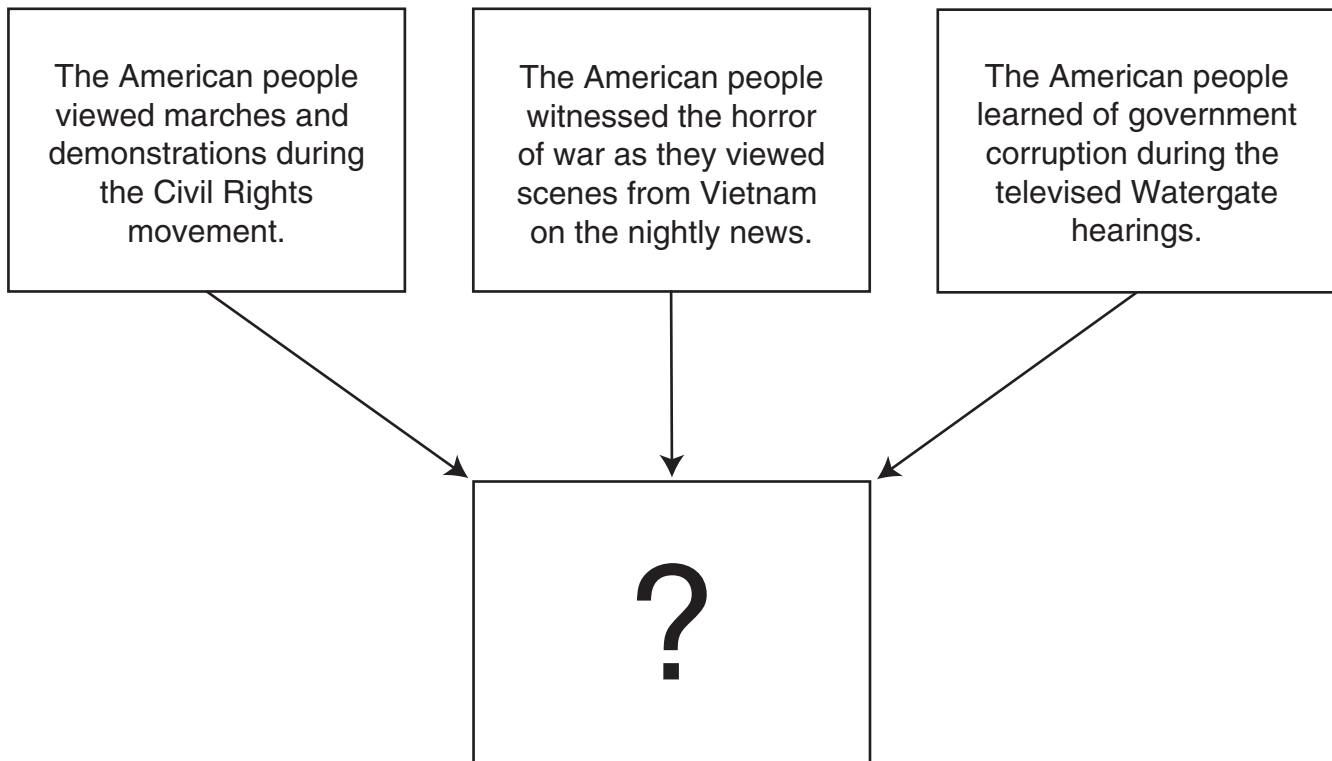 The American people
viewed marches and
demonstrations during
the Civil Rights
movement.
The American people
witnessed the horror
of war as they viewed
scenes from Vietnam
on the nightly news.
The American people
learned of government
corruption during the
televised Watergate
hearings.
?